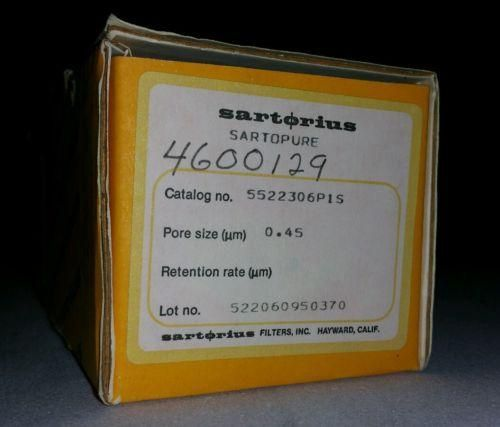 sartorius
SARTOPURE
4600129
Catalog no. 5522306P1S
Pore size (µm) 0.45
Retention rate (µm)
Lot no. 522060950370
sartorius FILTERS, INC. HAYWARD, CALIF.